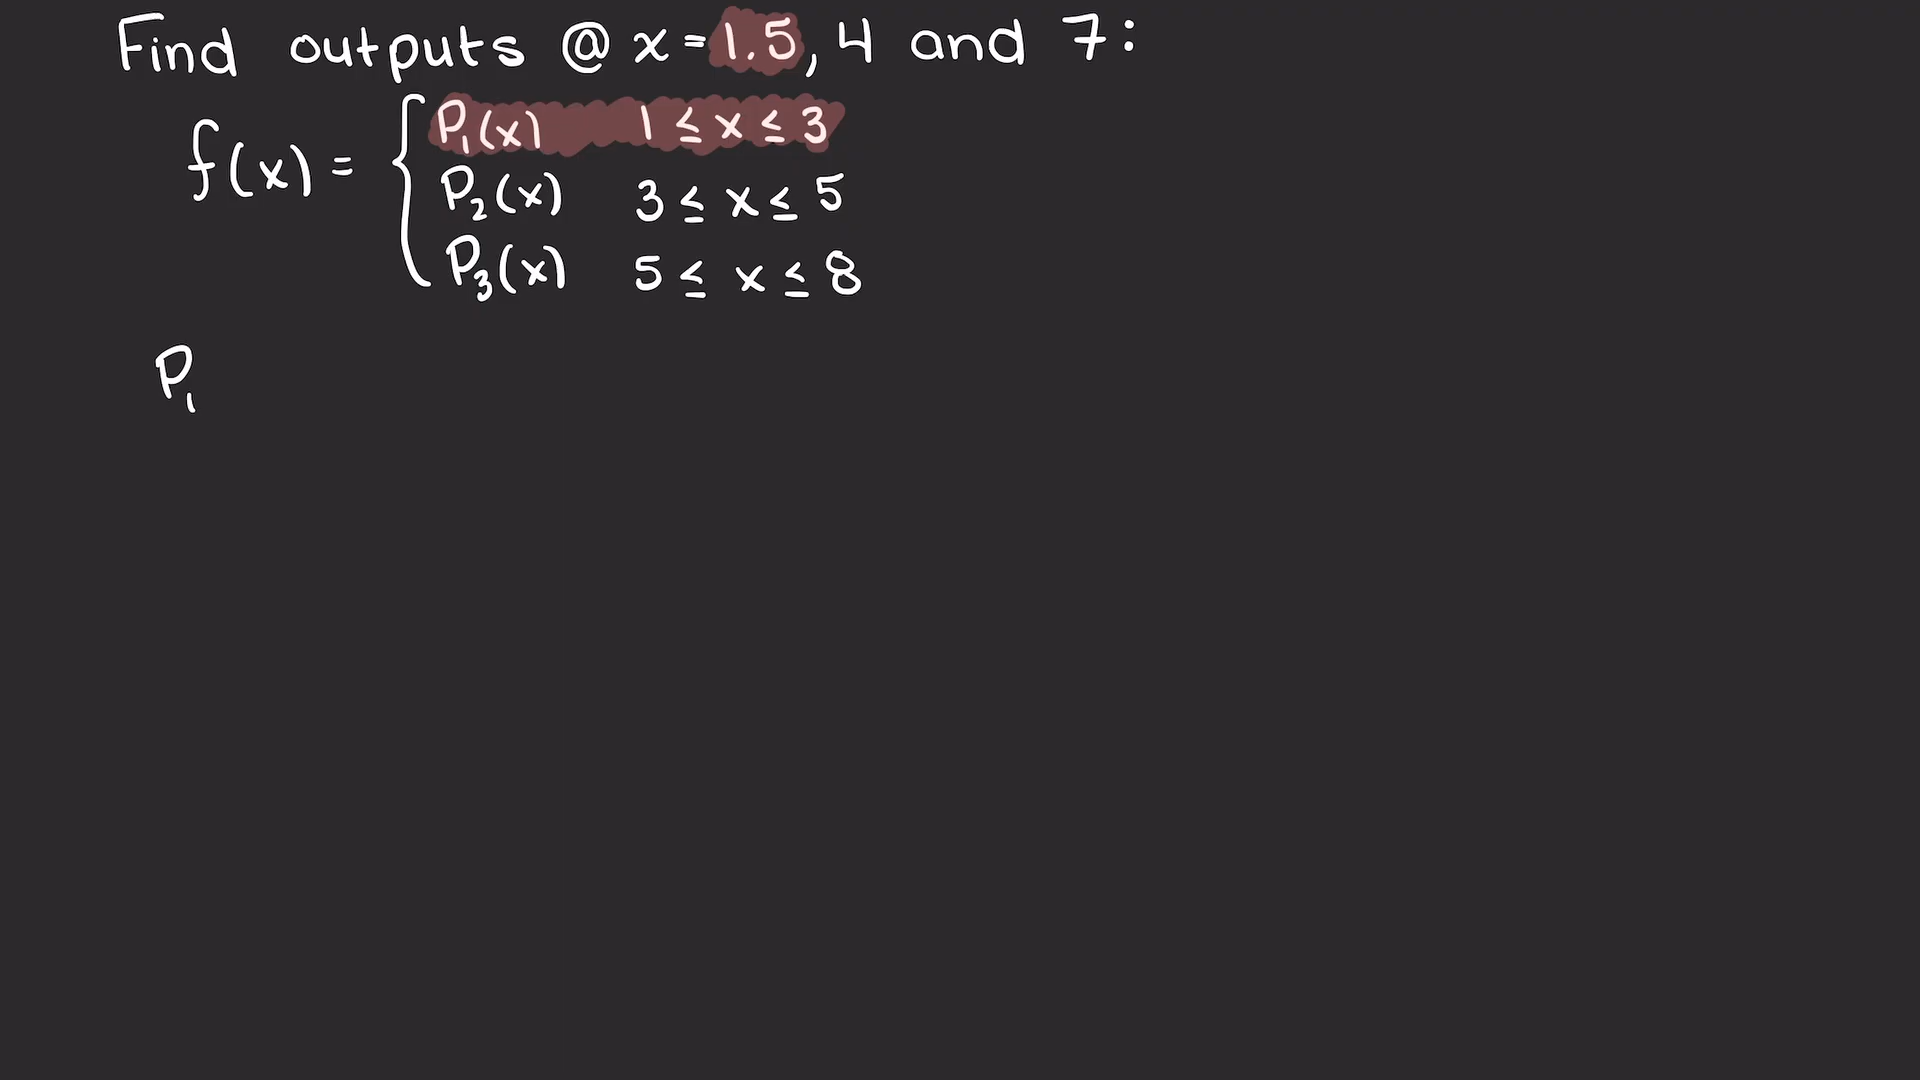 Find outputs @ x = 1.5, 4 and 7:
f(x) = { P₁(x) 1 ≤ x ≤ 3
P₂(x) 3 ≤ x ≤ 5
P₃(x) 5 ≤ x ≤ 8
P₁